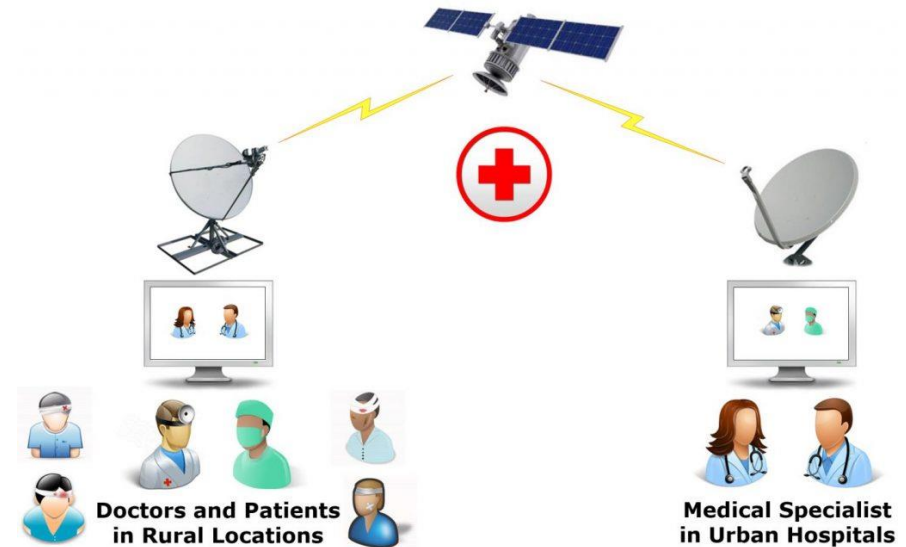 Doctors and Patients
in Rural Locations
Medical Specialist
in Urban Hospitals